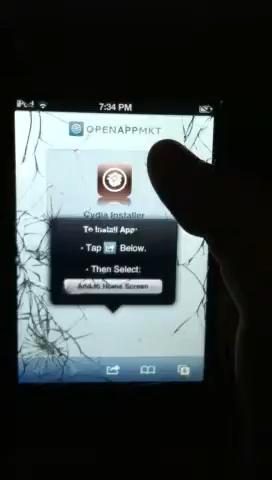 iPod 7:34 PM
OPENAPPMKT
Cydia Installer
To Install App:
• Tap Below.
• Then Select:
Add to Home Screen